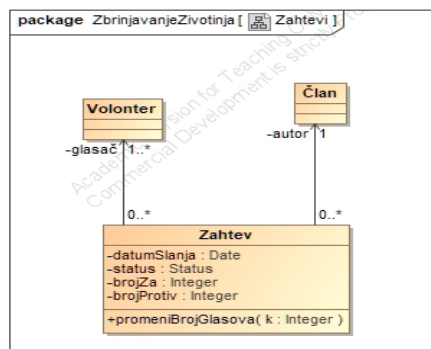 package ZbrinjavanjeZivotinja [ Zahtevi ]
Volonter
Član
-glasač 1..*
-autor 1
0..*
0..*
Zahtev
-datumSlanja : Date
-status : Status
-brojZa : Integer
-brojProtiv : Integer
+promeniBrojGlasova( k : Integer )